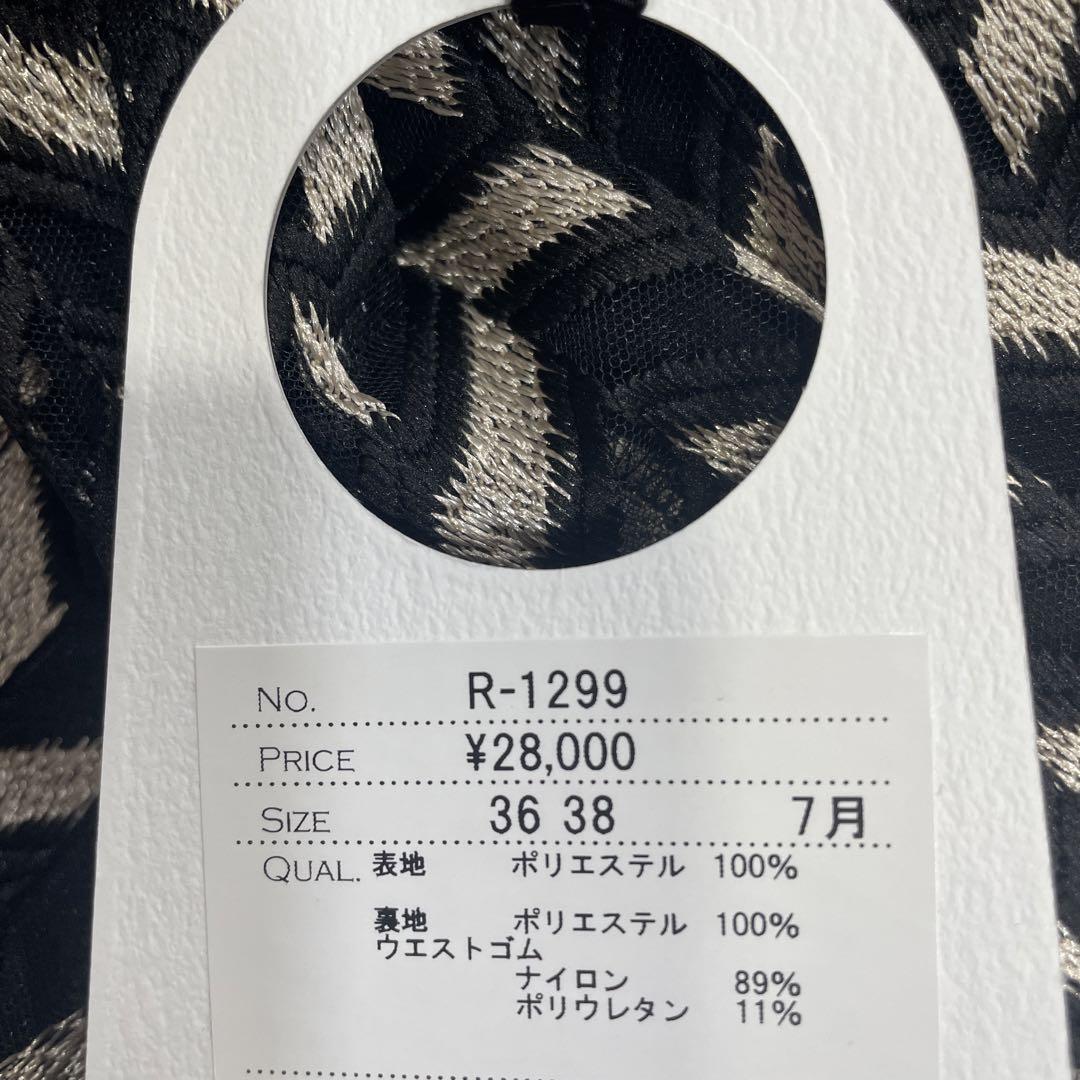 No. R-1299
PRICE ¥28,000
SIZE 36 38 7月
QUAL. 表地 ポリエステル 100%
裏地 ポリエステル 100%
ウエストゴム
ナイロン 89%
ポリウレタン 11%